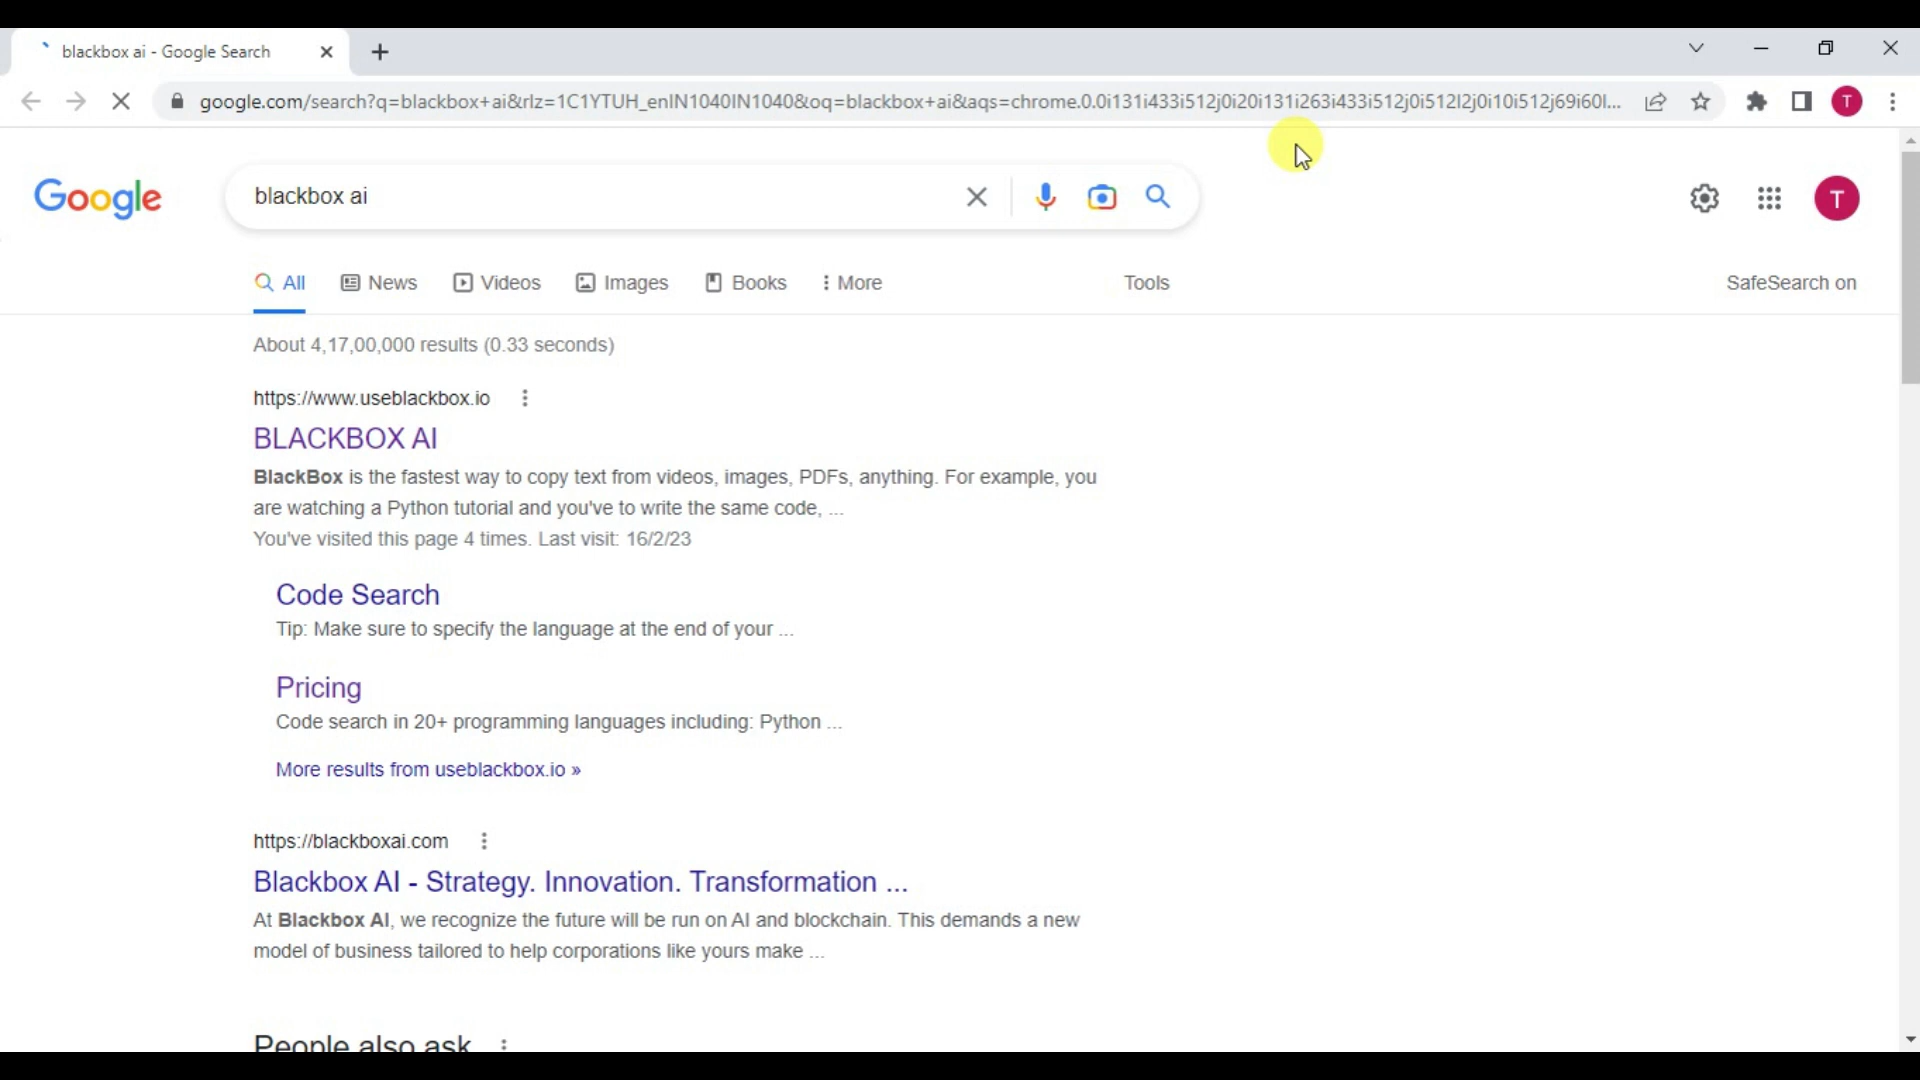 blackbox ai - Google Search
google.com/search?q=blackbox+ai&rlz=1C1YTUH_enIN1040IN1040&oq=blackbox+ai&aqs=chrome.0.0i131i433i512j0i20i131i263i433i512j0i512l2j0i10i512j69i60l...
T
Google
blackbox ai
T
All
News
Videos
Images
Books
More
Tools
SafeSearch on
About 4,17,00,000 results (0.33 seconds)
https://www.useblackbox.io
BLACKBOX AI
BlackBox is the fastest way to copy text from videos, images, PDFs, anything. For example, you
are watching a Python tutorial and you've to write the same code, ...
You've visited this page 4 times. Last visit: 16/2/23
Code Search
Tip: Make sure to specify the language at the end of your ...
Pricing
Code search in 20+ programming languages including: Python ...
More results from useblackbox.io »
https://blackboxai.com
Blackbox AI - Strategy. Innovation. Transformation ...
At Blackbox AI, we recognize the future will be run on AI and blockchain. This demands a new
model of business tailored to help corporations like yours make ...
People also ask